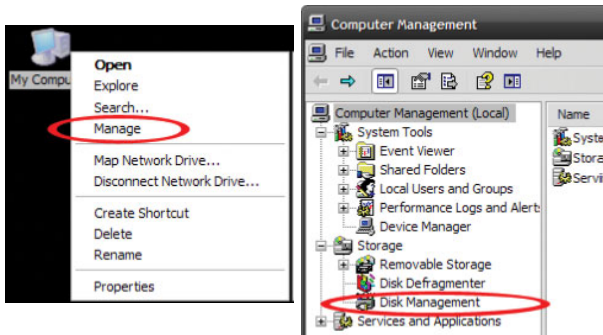 My Compu
Open
Explore
Search...
Manage
Map Network Drive...
Disconnect Network Drive...
Create Shortcut
Delete
Rename
Properties
Computer Management
File Action View Window Help
Computer Management (Local)
System Tools
Event Viewer
Shared Folders
Local Users and Groups
Performance Logs and Alerts
Device Manager
Storage
Removable Storage
Disk Defragmenter
Disk Management
Services and Applications
Name
Syste
Stora
Servi